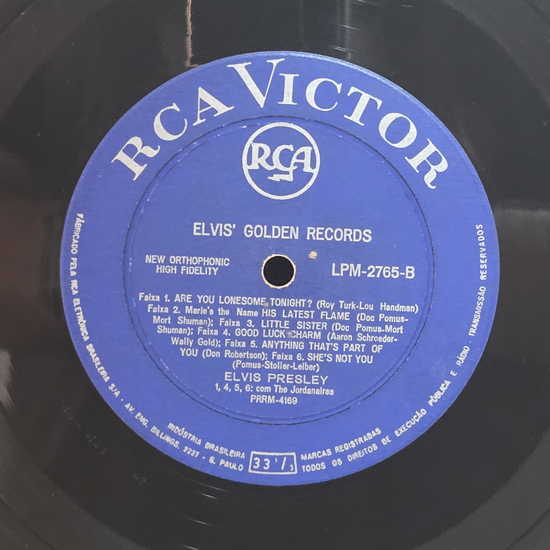 RCA VICTOR
RCA
ELVIS' GOLDEN RECORDS
NEW ORTHOPHONIC
HIGH FIDELITY
LPM-2765-B
Faixa 1. ARE YOU LONESOME TONIGHT? (Roy Turk-Lou Handman)
Faixa 2. Marie's the Name HIS LATEST FLAME (Doc Pomus-
Mort Shuman); Faixa 3. LITTLE SISTER (Doc Pomus-Mort
Shuman); Faixa 4. GOOD LUCK CHARM (Aaron Schroeder-
Wally Gold); Faixa 5. ANYTHING THAT'S PART OF
YOU (Don Robertson); Faixa 6. SHE'S NOT YOU
(Pomus-Stoller-Leiber)
ELVIS PRESLEY
1, 4, 5, 6: com The Jordanaires
PRRM-4169
FABRICADO PELA RCA ELETRÔNICA BRASILEIRA S/A - AV. ENG. BILLINGS, 2227 - S. PAULO
INDÚSTRIA BRASILEIRA
33 1/3
MARCAS REGISTRADAS
TODOS OS DIREITOS DE EXECUÇÃO PÚBLICA E RÁDIO TRANSMISSÃO RESERVADOS